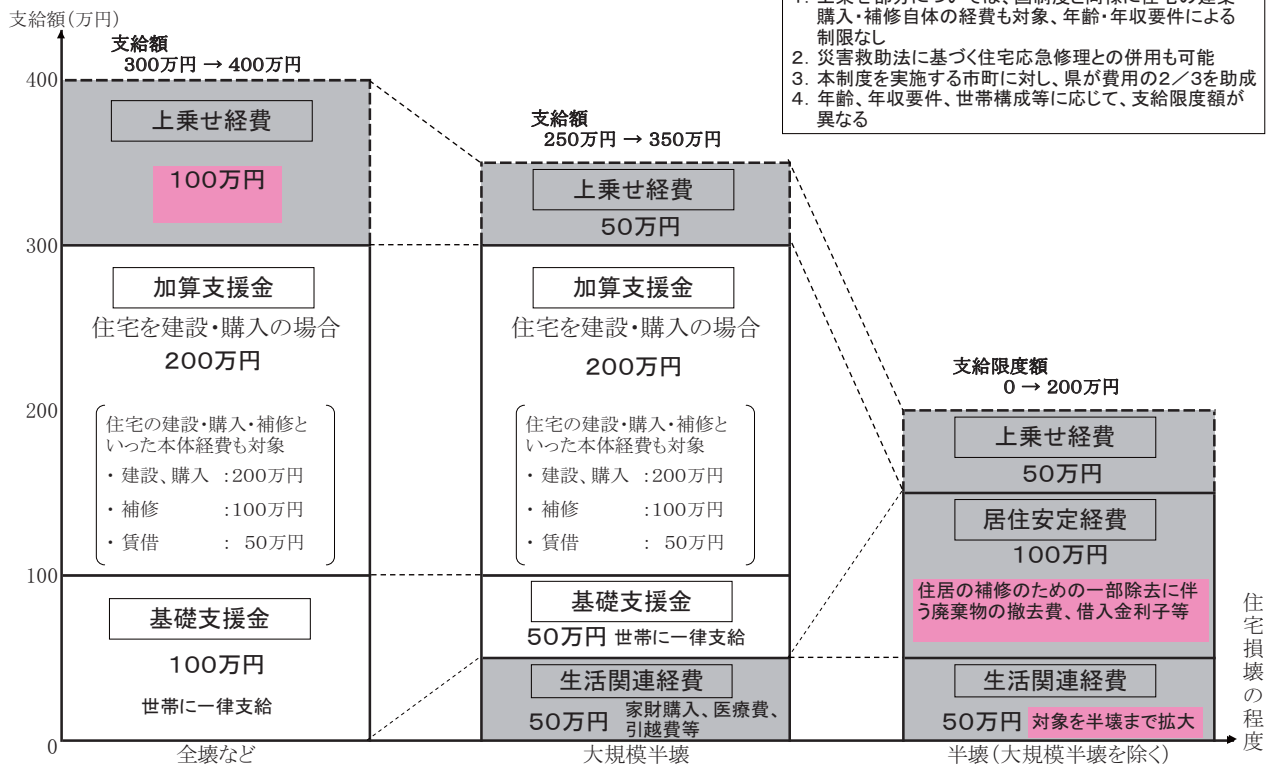 支給額(万円)
1. 上乗せ部分については、国制度と同様に住宅の建築
購入・補修自体の経費も対象、年齢・年収要件による
制限なし
2. 災害救助法に基づく住宅応急修理との併用も可能
3. 本制度を実施する市町に対し、県が費用の2/3を助成
4. 年齢、年収要件、世帯構成等に応じて、支給限度額が
異なる
400
300
200
100
0
支給額
300万円 → 400万円
上乗せ経費
100万円
加算支援金
住宅を建設・購入の場合
200万円
住宅の建設・購入・補修と
いった本体経費も対象
・ 建設、購入 :200万円
・ 補修 :100万円
・ 賃借 : 50万円
基礎支援金
100万円
世帯に一律支給
全壊など
支給額
250万円 → 350万円
上乗せ経費
50万円
加算支援金
住宅を建設・購入の場合
200万円
住宅の建設・購入・補修と
いった本体経費も対象
・ 建設、購入 :200万円
・ 補修 :100万円
・ 賃借 : 50万円
基礎支援金
50万円 世帯に一律支給
生活関連経費
50万円 家財購入、医療費、
引越費等
大規模半壊
支給限度額
0 → 200万円
上乗せ経費
50万円
居住安定経費
100万円
住居の補修のための一部除去に伴
う廃棄物の撤去費、借入金利子等
生活関連経費
50万円 対象を半壊まで拡大
半壊(大規模半壊を除く)
住宅損壊の程度